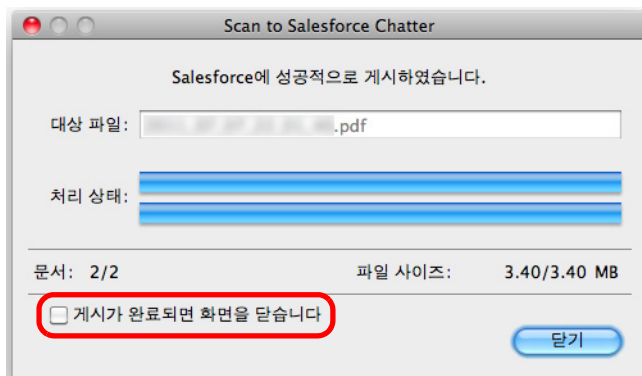 Scan to Salesforce Chatter
Salesforce에 성공적으로 게시하였습니다.
대상 파일: .pdf
처리 상태:
문서: 2/2 파일 사이즈: 3.40/3.40 MB
게시가 완료되면 화면을 닫습니다
닫기